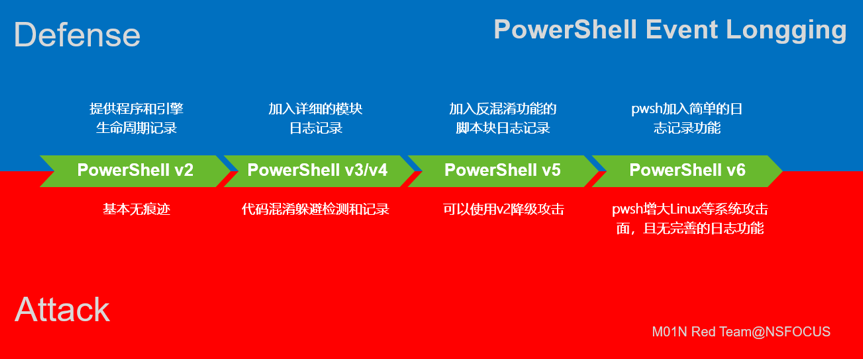 Defense
PowerShell Event Longging
提供程序和引擎
生命周期记录
加入详细的模块
日志记录
加入反混淆功能的
脚本块日志记录
pwsh加入简单的日
志记录功能
PowerShell v2
PowerShell v3/v4
PowerShell v5
PowerShell v6
基本无痕迹
代码混淆躲避检测和记录
可以使用v2降级攻击
pwsh增大Linux等系统攻击
面，且无完善的日志功能
Attack
M01N Red Team@NSFOCUS